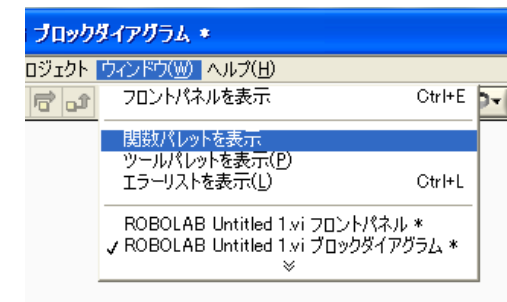 ブロックダイアグラム *
ロジェクト ウィンドウ(W) ヘルプ(H)
フロントパネルを表示 Ctrl+E
関数パレットを表示
ツールパレットを表示(P)
エラーリストを表示(L) Ctrl+L
ROBOLAB Untitled 1.vi フロントパネル *
✓ ROBOLAB Untitled 1.vi ブロックダイアグラム *